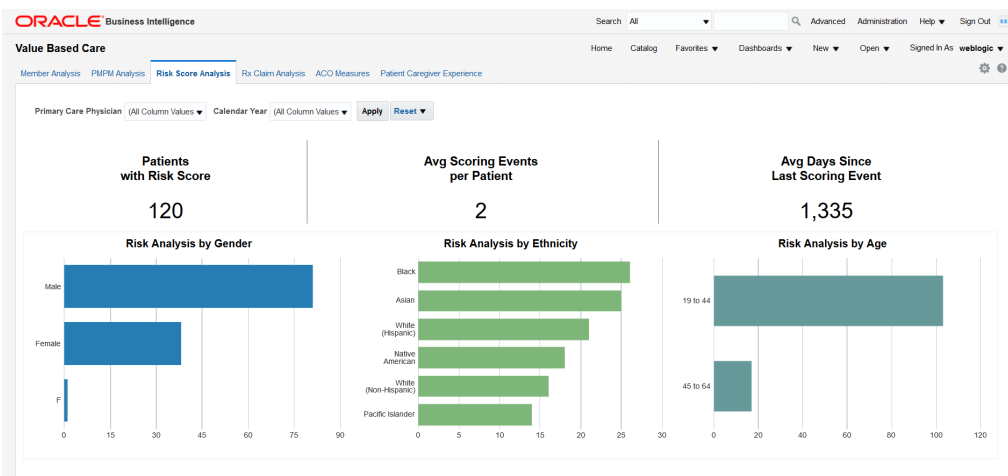 ORACLE Business Intelligence Search All Advanced Administration Help Sign Out
Value Based Care Home Catalog Favorites Dashboards New Open Signed In As weblogic
Member Analysis PMPM Analysis Risk Score Analysis Rx Claim Analysis ACO Measures Patient Caregiver Experience
Primary Care Physician (All Column Values Calendar Year (All Column Values Apply Reset
Patients
with Risk Score
120
Avg Scoring Events
per Patient
2
Avg Days Since
Last Scoring Event
1,335
Risk Analysis by Gender
Male
Female
F
0 15 30 45 60 75 90
Risk Analysis by Ethnicity
Black
Asian
White
(Hispanic)
Native
American
White
(Non-Hispanic)
Pacific Islander
0 5 10 15 20 25 30
Risk Analysis by Age
19 to 44
45 to 64
0 20 40 60 80 100 120